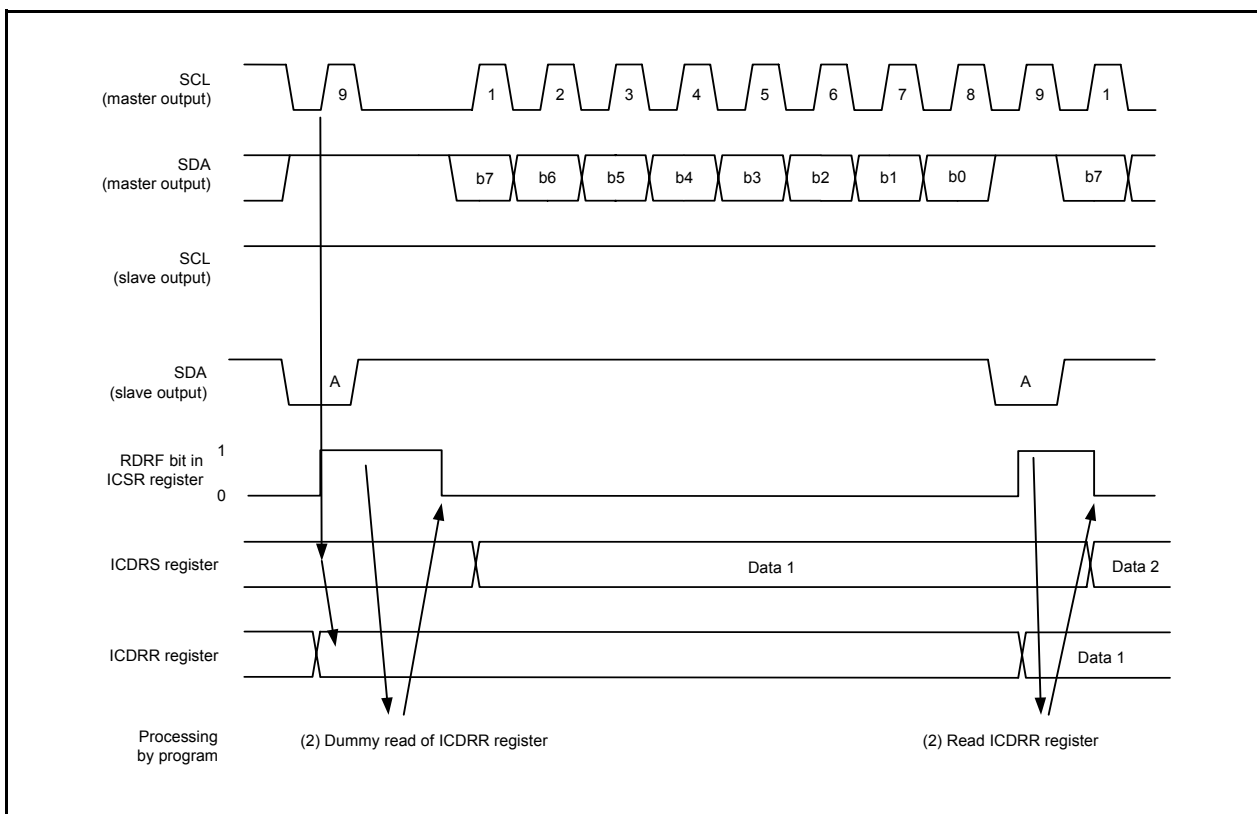 SCL
(master output)
9 1 2 3 4 5 6 7 8 9 1
SDA
(master output)
b7 b6 b5 b4 b3 b2 b1 b0 b7
SCL
(slave output)
SDA
(slave output)
A A
RDRF bit in
ICSR register
1
0
ICDRS register
Data 1 Data 2
ICDRR register
Data 1
Processing
by program
(2) Dummy read of ICDRR register (2) Read ICDRR register